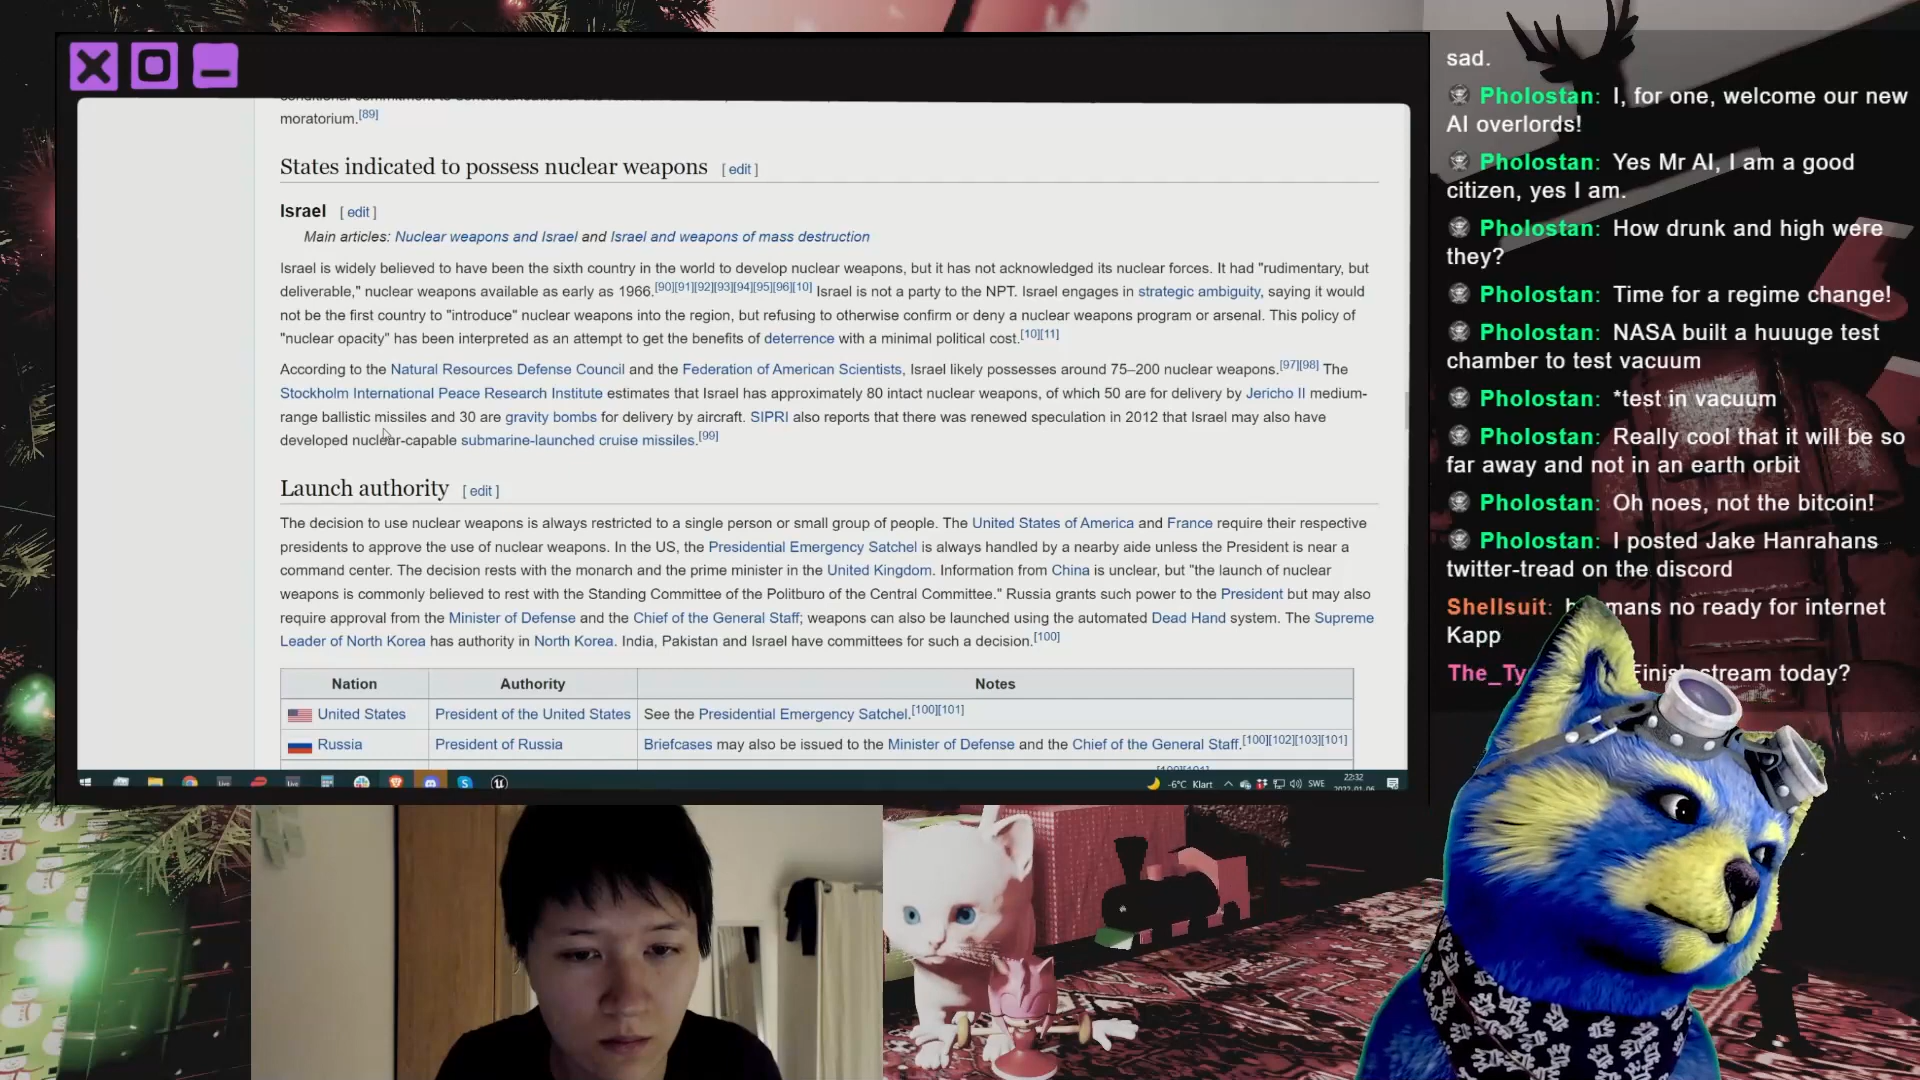 moratorium.[89]
States indicated to possess nuclear weapons [ edit ]
Israel [ edit ]
Main articles: Nuclear weapons and Israel and Israel and weapons of mass destruction
Israel is widely believed to have been the sixth country in the world to develop nuclear weapons, but it has not acknowledged its nuclear forces. It had "rudimentary, but
deliverable," nuclear weapons available as early as 1966.[90][91][92][93][94][95][96][10] Israel is not a party to the NPT. Israel engages in strategic ambiguity, saying it would
not be the first country to "introduce" nuclear weapons into the region, but refusing to otherwise confirm or deny a nuclear weapons program or arsenal. This policy of
"nuclear opacity" has been interpreted as an attempt to get the benefits of deterrence with a minimal political cost.[10][11]
According to the Natural Resources Defense Council and the Federation of American Scientists, Israel likely possesses around 75–200 nuclear weapons.[97][98] The
Stockholm International Peace Research Institute estimates that Israel has approximately 80 intact nuclear weapons, of which 50 are for delivery by Jericho II medium-
range ballistic missiles and 30 are gravity bombs for delivery by aircraft. SIPRI also reports that there was renewed speculation in 2012 that Israel may also have
developed nuclear-capable submarine-launched cruise missiles.[99]
Launch authority [ edit ]
The decision to use nuclear weapons is always restricted to a single person or small group of people. The United States of America and France require their respective
presidents to approve the use of nuclear weapons. In the US, the Presidential Emergency Satchel is always handled by a nearby aide unless the President is near a
command center. The decision rests with the monarch and the prime minister in the United Kingdom. Information from China is unclear, but "the launch of nuclear
weapons is commonly believed to rest with the Standing Committee of the Politburo of the Central Committee." Russia grants such power to the President but may also
require approval from the Minister of Defense and the Chief of the General Staff; weapons can also be launched using the automated Dead Hand system. The Supreme
Leader of North Korea has authority in North Korea. India, Pakistan and Israel have committees for such a decision.[100]
Nation Authority Notes
United States President of the United States See the Presidential Emergency Satchel.[100][101]
Russia President of Russia Briefcases may also be issued to the Minister of Defense and the Chief of the General Staff.[100][102][103][101]
-6°C Klart SWE 22:32
2022-01-06
sad.
Pholostan: I, for one, welcome our new
AI overlords!
Pholostan: Yes Mr AI, I am a good
citizen, yes I am.
Pholostan: How drunk and high were
they?
Pholostan: Time for a regime change!
Pholostan: NASA built a huuuge test
chamber to test vacuum
Pholostan: *test in vacuum
Pholostan: Really cool that it will be so
far away and not in an earth orbit
Pholostan: Oh noes, not the bitcoin!
Pholostan: I posted Jake Hanrahans
twitter-tread on the discord
Shellsuit: mans no ready for internet
Kapp
The_Ty stream today?